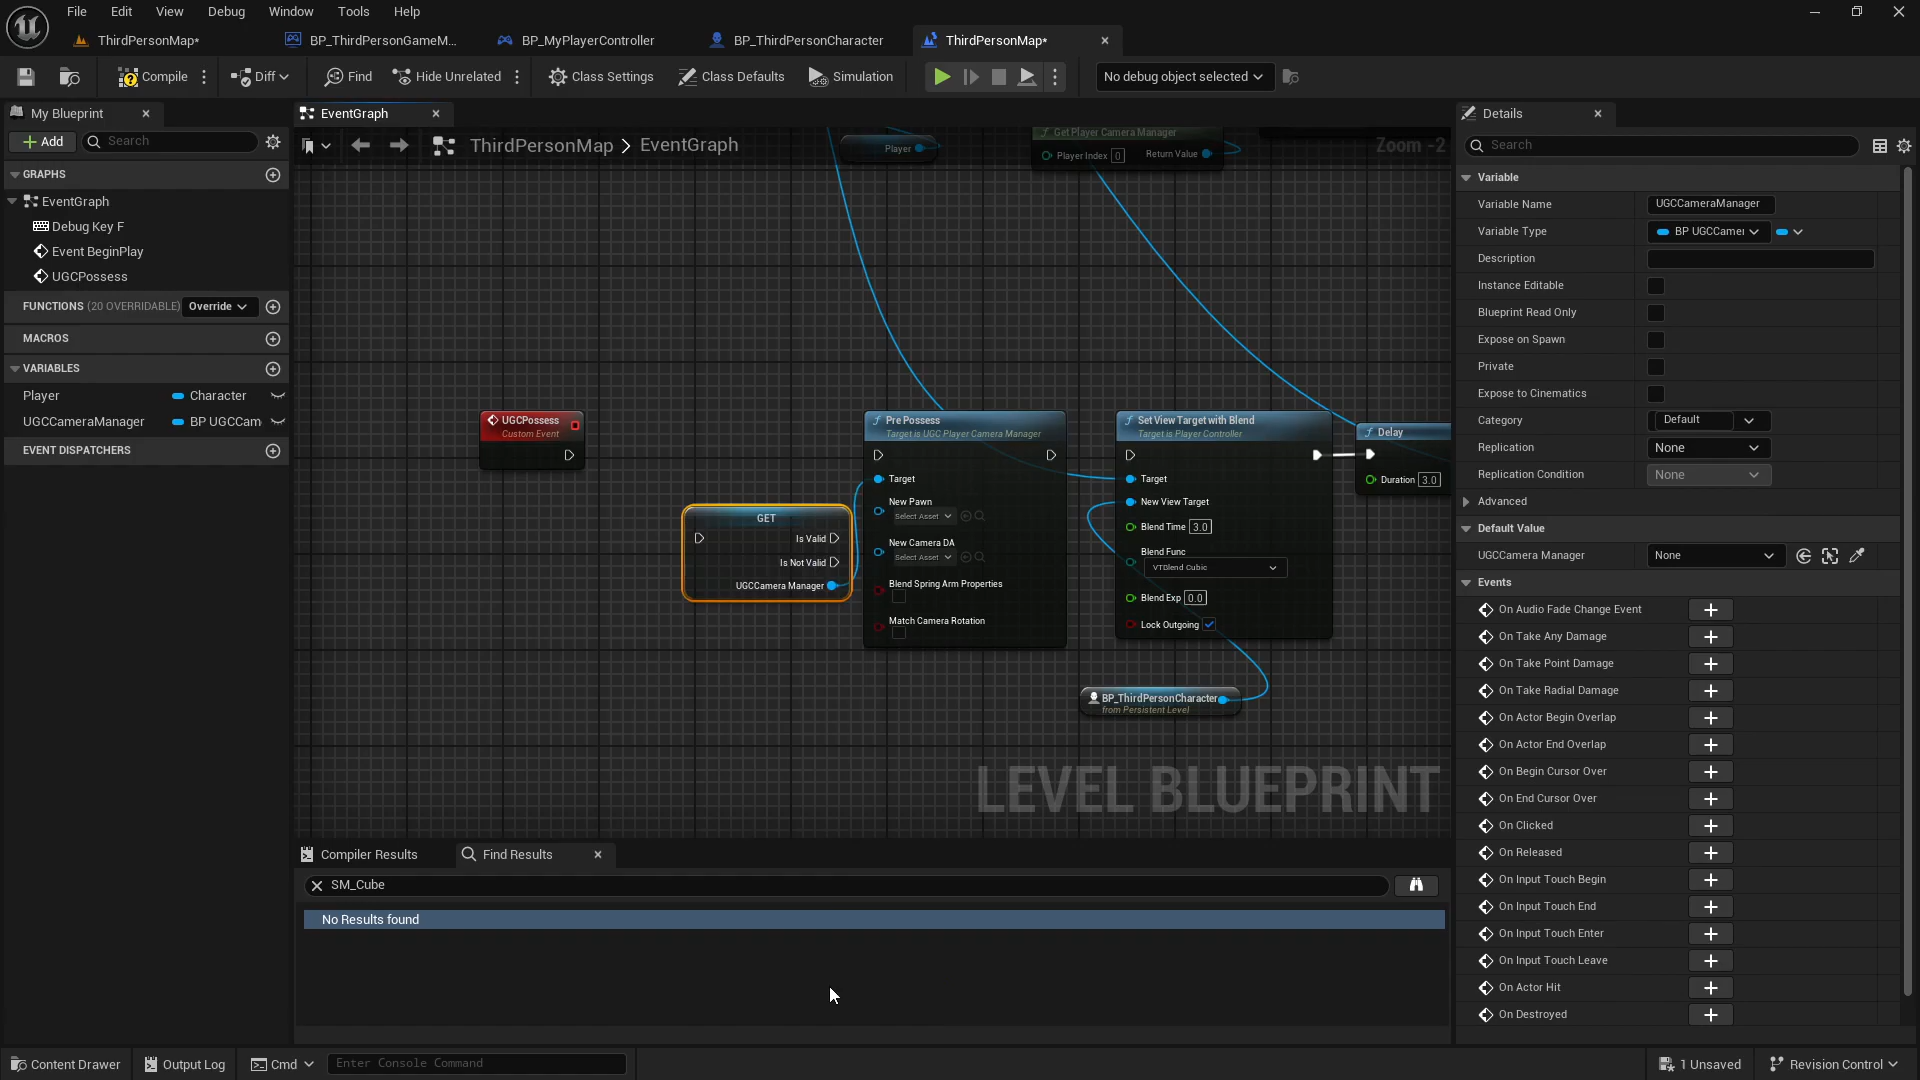 File Edit View Debug Window Tools Help
ThirdPersonMap* BP_ThirdPersonGameM... BP_MyPlayerController BP_ThirdPersonCharacter ThirdPersonMap*
Compile Diff Find Hide Unrelated Class Settings Class Defaults Simulation No debug object selected
My Blueprint
Add Search
GRAPHS
EventGraph
Debug Key F
Event BeginPlay
UGCPossess
FUNCTIONS (20 OVERRIDABLE) Override
MACROS
VARIABLES
Player Character
UGCCameraManager BP UGCCam
EVENT DISPATCHERS
EventGraph
ThirdPersonMap > EventGraph
Zoom -2
Player
Get Player Camera Manager
Player Index 0 Return Value
UGCPossess
Custom Event
GET
Is Valid
Is Not Valid
UGCCamera Manager
Pre Possess
Target is UGC Player Camera Manager
Target
New Pawn
Select Asset
New Camera DA
Select Asset
Blend Spring Arm Properties
Match Camera Rotation
Set View Target with Blend
Target is Player Controller
Target
New View Target
Blend Time 3.0
Blend Func
VTBlend Cubic
Blend Exp 0.0
Lock Outgoing
Delay
Duration 3.0
BP_ThirdPersonCharacter
from Persistent Level
LEVEL BLUEPRINT
Compiler Results Find Results
SM_Cube
No Results found
Details
Search
Variable
Variable Name UGCCameraManager
Variable Type BP UGCCamer
Description
Instance Editable
Blueprint Read Only
Expose on Spawn
Private
Expose to Cinematics
Category Default
Replication None
Replication Condition None
Advanced
Default Value
UGCCamera Manager None
Events
On Audio Fade Change Event
On Take Any Damage
On Take Point Damage
On Take Radial Damage
On Actor Begin Overlap
On Actor End Overlap
On Begin Cursor Over
On End Cursor Over
On Clicked
On Released
On Input Touch Begin
On Input Touch End
On Input Touch Enter
On Input Touch Leave
On Actor Hit
On Destroyed
Content Drawer Output Log Cmd Enter Console Command 1 Unsaved Revision Control